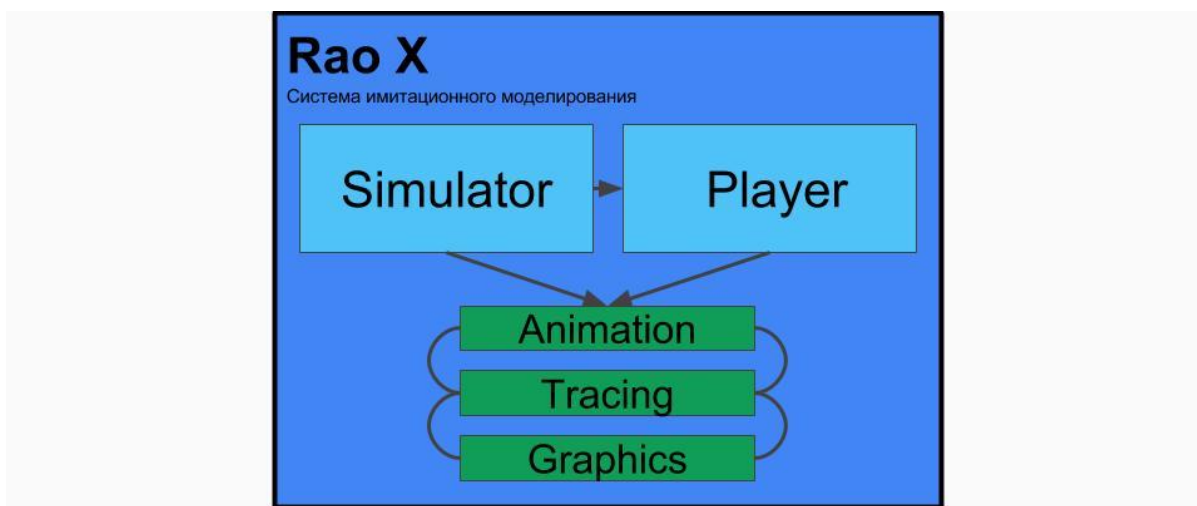 Rao X
Система имитационного моделирования
Simulator
Player
Animation
Tracing
Graphics